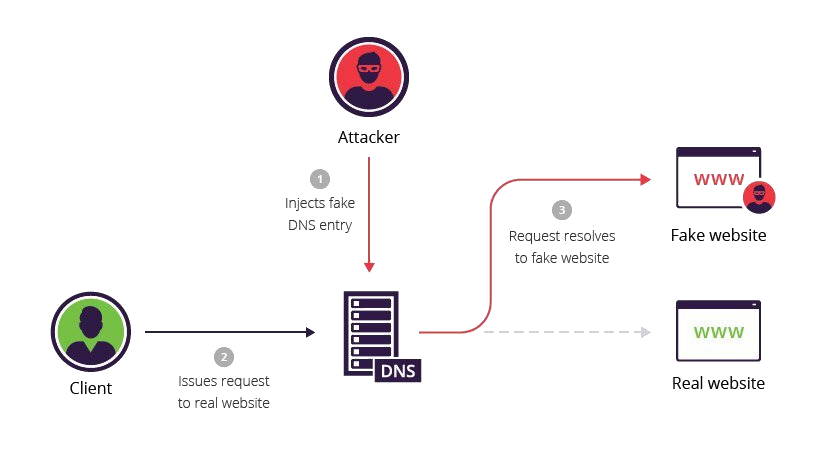 Attacker
1
Injects fake
DNS entry
Client
2
Issues request
to real website
DNS
3
Request resolves
to fake website
WWW
Fake website
WWW
Real website